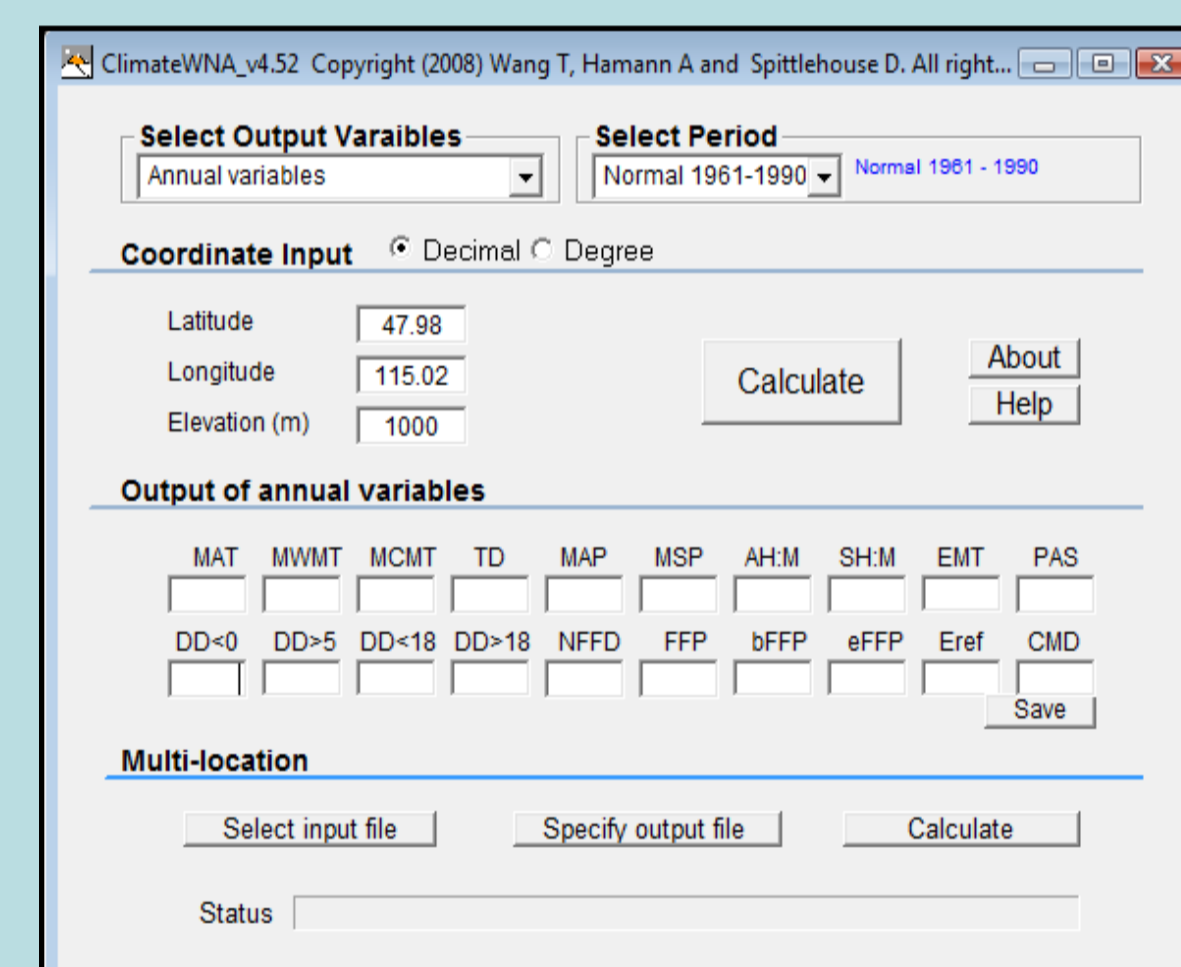 ClimateWNA_v4.52 Copyright (2008) Wang T, Hamann A and Spittlehouse D. All right...
Select Output Varaibles Select Period
Annual variables Normal 1961-1990 Normal 1961 - 1990
Coordinate Input Decimal Degree
Latitude 47.98
Longitude 115.02 Calculate About
Elevation (m) 1000 Help
Output of annual variables
MAT MWMT MCMT TD MAP MSP AH:M SH:M EMT PAS
DD<0 DD>5 DD<18 DD>18 NFFD FFP bFFP eFFP Eref CMD
Save
Multi-location
Select input file Specify output file Calculate
Status